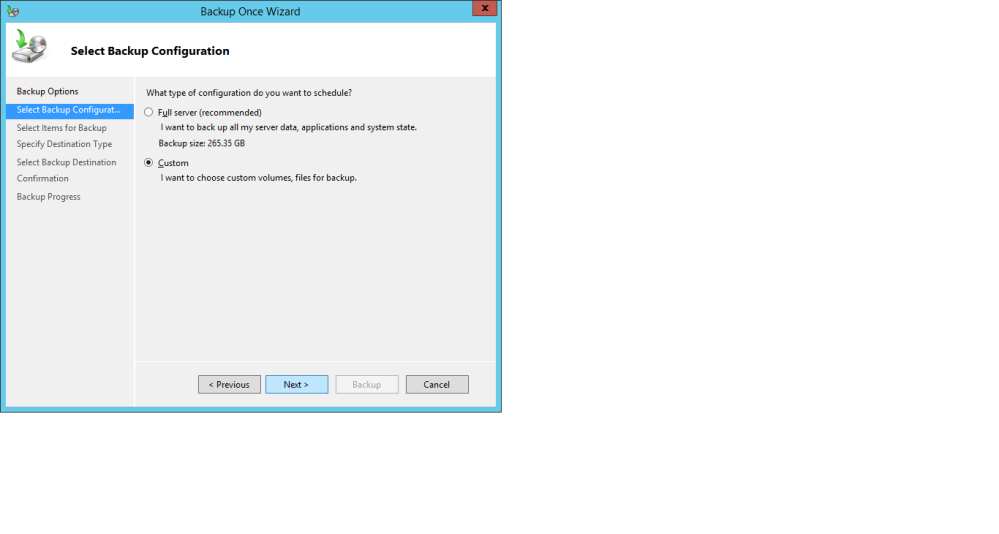 Backup Once Wizard
x
Select Backup Configuration
Backup Options
Select Backup Configurat...
Select Items for Backup
Specify Destination Type
Select Backup Destination
Confirmation
Backup Progress
What type of configuration do you want to schedule?
Full server (recommended)
I want to back up all my server data, applications and system state.
Backup size: 265.35 GB
Custom
I want to choose custom volumes, files for backup.
< Previous
Next >
Backup
Cancel